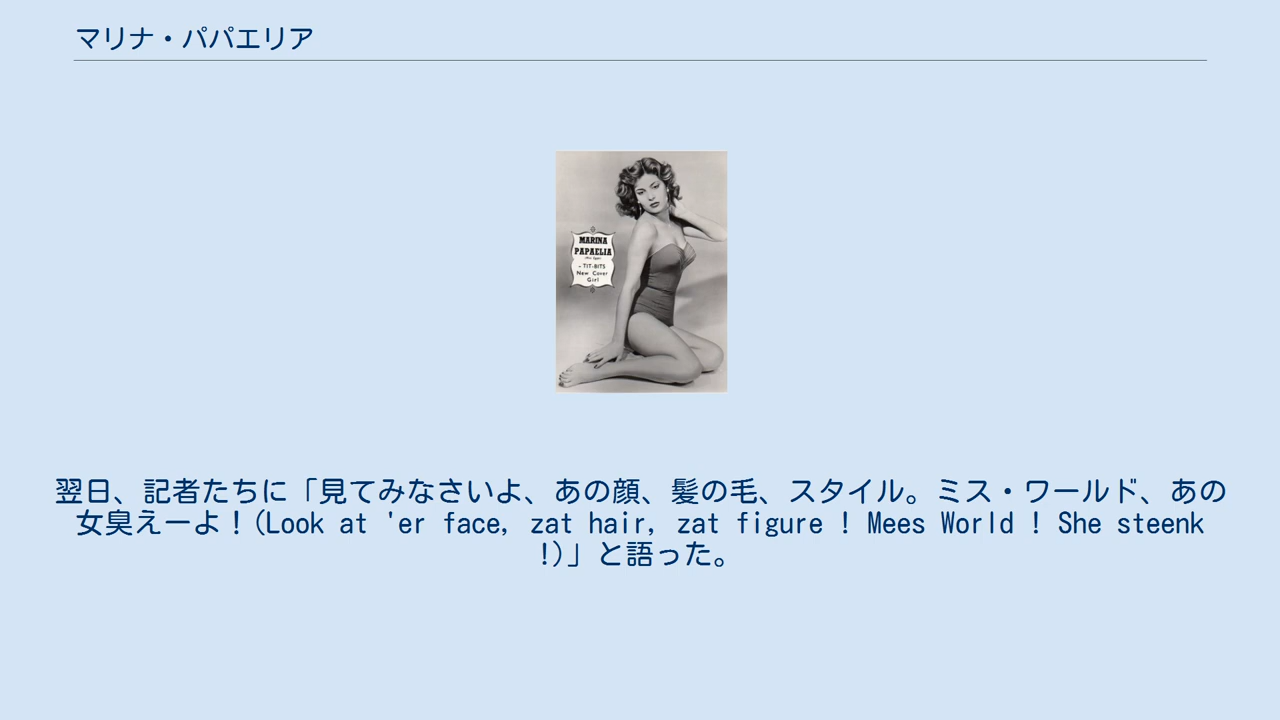 マリナ・パパエリア
MARINA
PAPAELIA
- TIT-BITS
New Cover
Girl
翌日、記者たちに「見てみなさいよ、あの顔、髪の毛、スタイル。ミス・ワールド、あの
女臭えーよ！(Look at 'er face, zat hair, zat figure ! Mees World ! She steenk
!)」と語った。